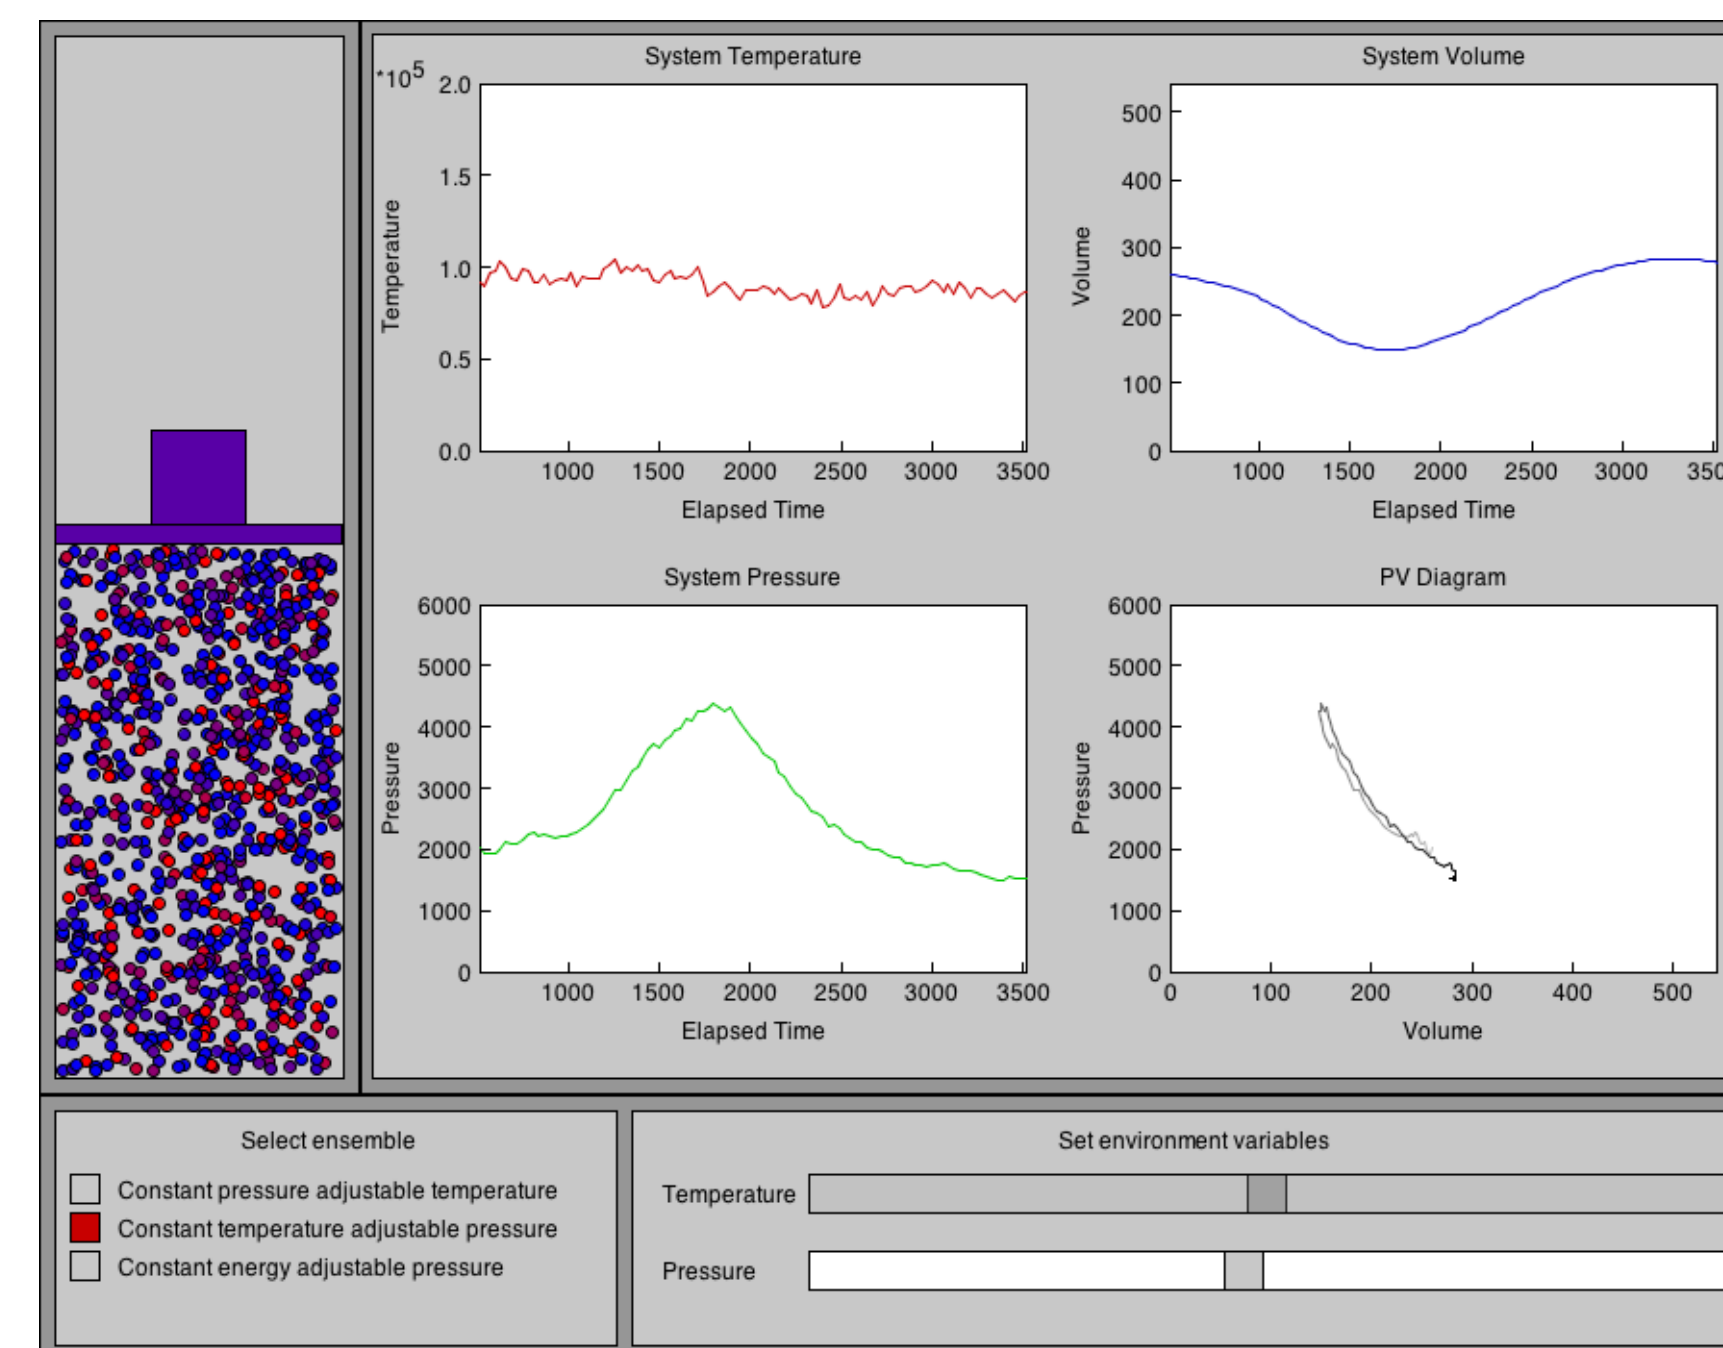 System Temperature
*10^5
2.0
1.5
1.0
0.5
0.0
Temperature
1000 1500 2000 2500 3000 3500
Elapsed Time
System Volume
500
400
300
200
100
0
Volume
1000 1500 2000 2500 3000 350
Elapsed Time
System Pressure
6000
5000
4000
3000
2000
1000
0
Pressure
1000 1500 2000 2500 3000 3500
Elapsed Time
PV Diagram
6000
5000
4000
3000
2000
1000
0
Pressure
0 100 200 300 400 500
Volume
Select ensemble
Constant pressure adjustable temperature
Constant temperature adjustable pressure
Constant energy adjustable pressure
Set environment variables
Temperature
Pressure